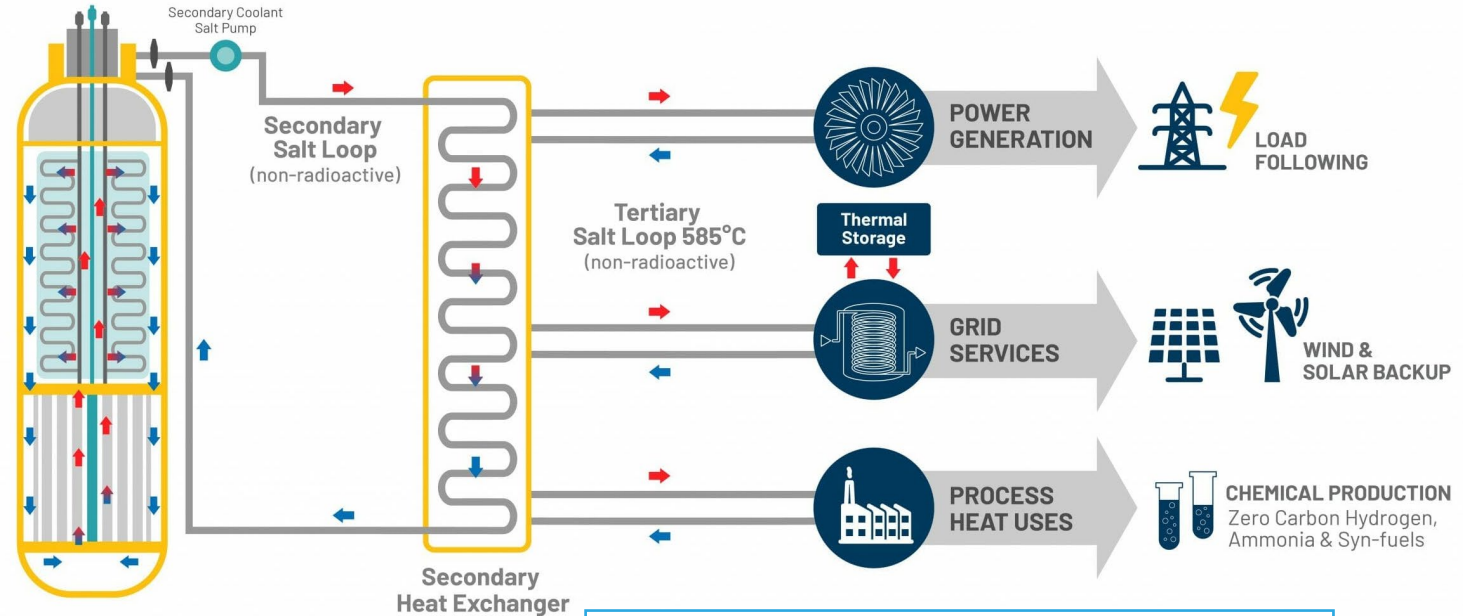 Secondary Coolant
Salt Pump
Secondary
Salt Loop
(non-radioactive)
Tertiary
Salt Loop 585°C
(non-radioactive)
Secondary
Heat Exchanger
POWER
GENERATION
LOAD
FOLLOWING
Thermal
Storage
GRID
SERVICES
WIND &
SOLAR BACKUP
PROCESS
HEAT USES
CHEMICAL PRODUCTION
Zero Carbon Hydrogen,
Ammonia & Syn-fuels